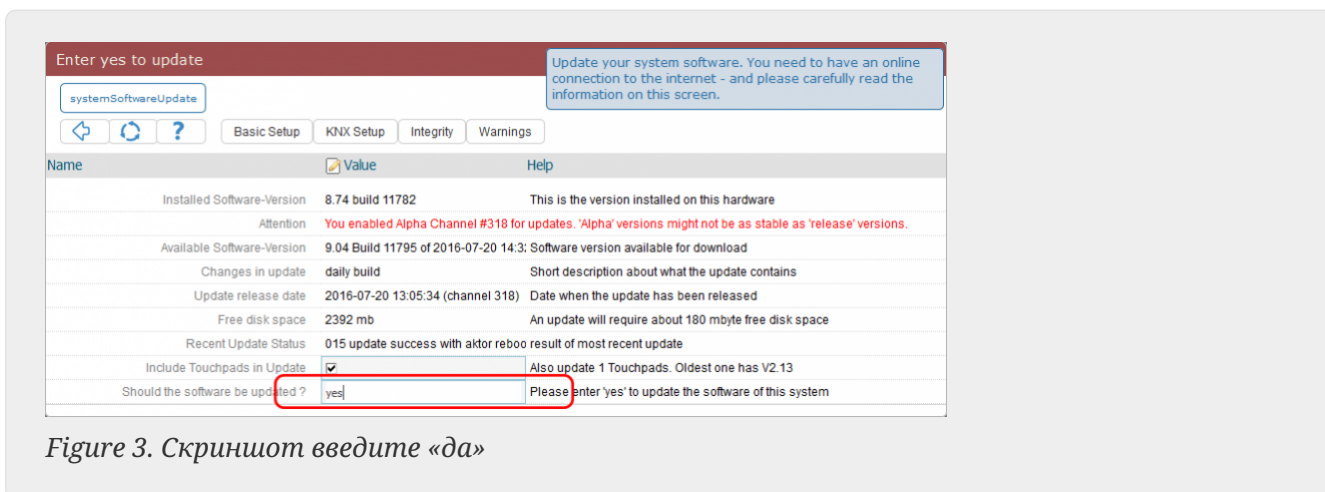 Enter yes to update
Update your system software. You need to have an online
connection to the internet - and please carefully read the
information on this screen.
systemSoftwareUpdate
? Basic Setup KNX Setup Integrity Warnings
Name Value Help
Installed Software-Version 8.74 build 11782 This is the version installed on this hardware
Attention You enabled Alpha Channel #318 for updates. 'Alpha' versions might not be as stable as 'release' versions.
Available Software-Version 9.04 Build 11795 of 2016-07-20 14:3; Software version available for download
Changes in update daily build Short description about what the update contains
Update release date 2016-07-20 13:05:34 (channel 318) Date when the update has been released
Free disk space 2392 mb An update will require about 180 mbyte free disk space
Recent Update Status 015 update success with aktor reboo result of most recent update
Include Touchpads in Update Also update 1 Touchpads. Oldest one has V2.13
Should the software be updated ? yes Please enter 'yes' to update the software of this system
Figure 3. Скриншот введите «да»